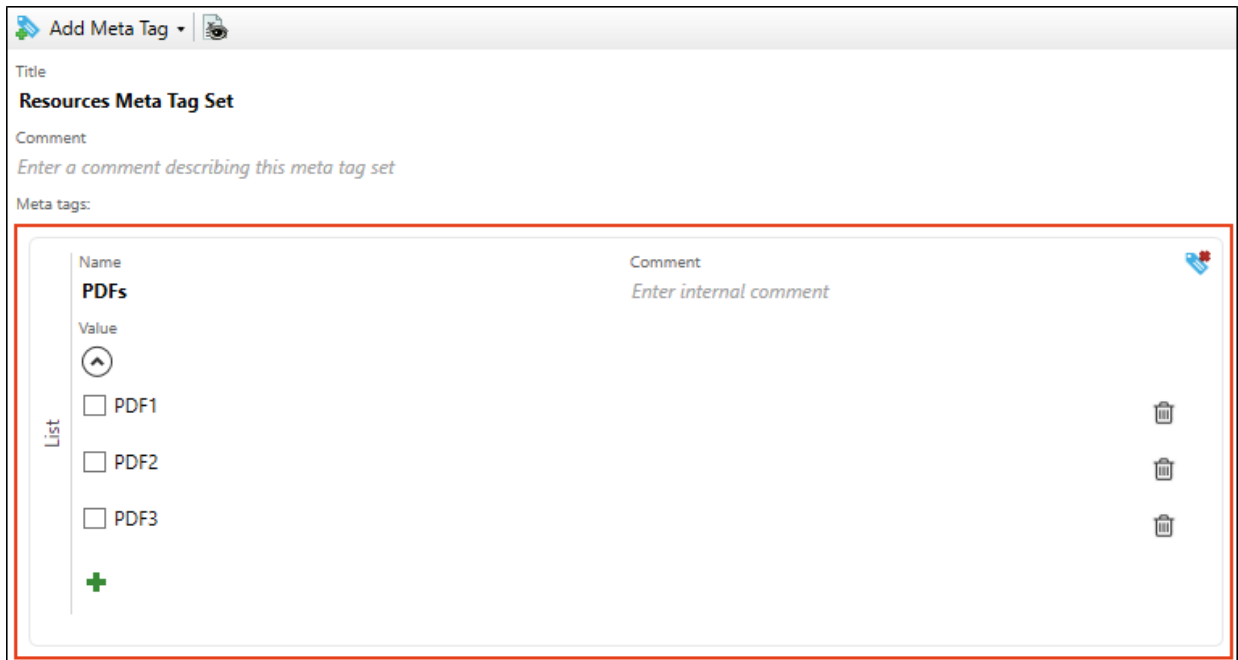 Add Meta Tag
Title
Resources Meta Tag Set
Comment
Enter a comment describing this meta tag set
Meta tags:
Name Comment
PDFs Enter internal comment
Value
PDF1
List
PDF2
PDF3